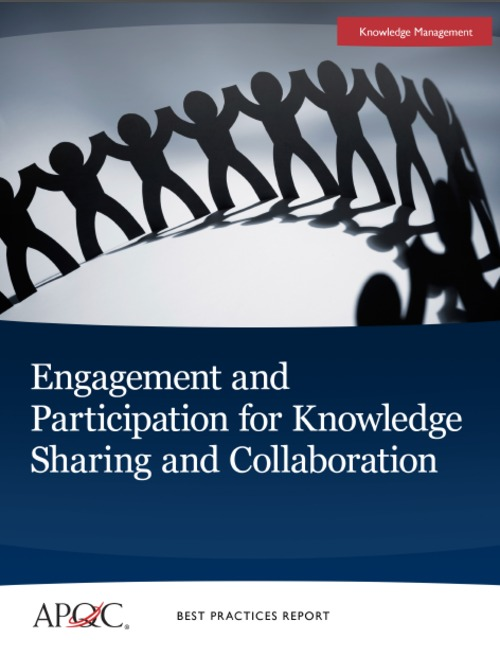 Knowledge Management
Engagement and
Participation for Knowledge
Sharing and Collaboration
APQC®
BEST PRACTICES REPORT